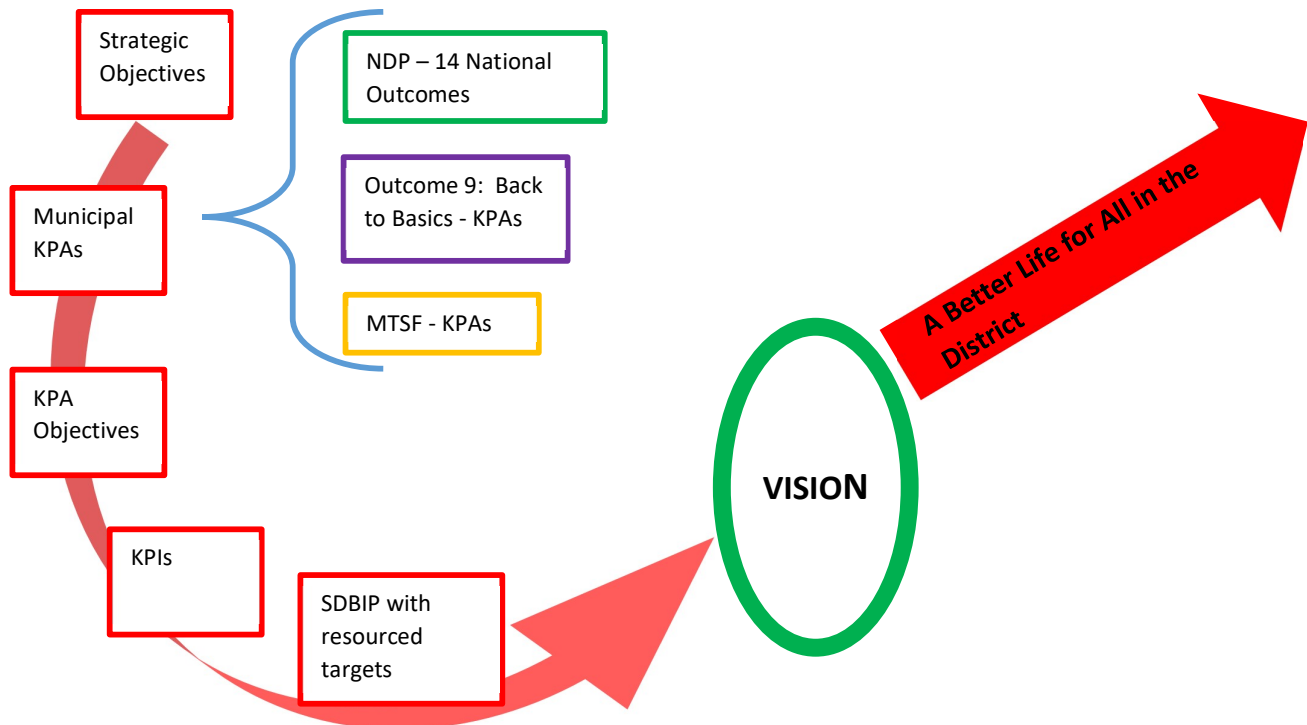 Strategic
Objectives
NDP – 14 National
Outcomes
Outcome 9:  Back
to Basics - KPAs
MTSF - KPAs
Municipal
KPAs
KPA
Objectives
KPIs
SDBIP with
resourced
targets
VISION
A Better Life for All in the
District